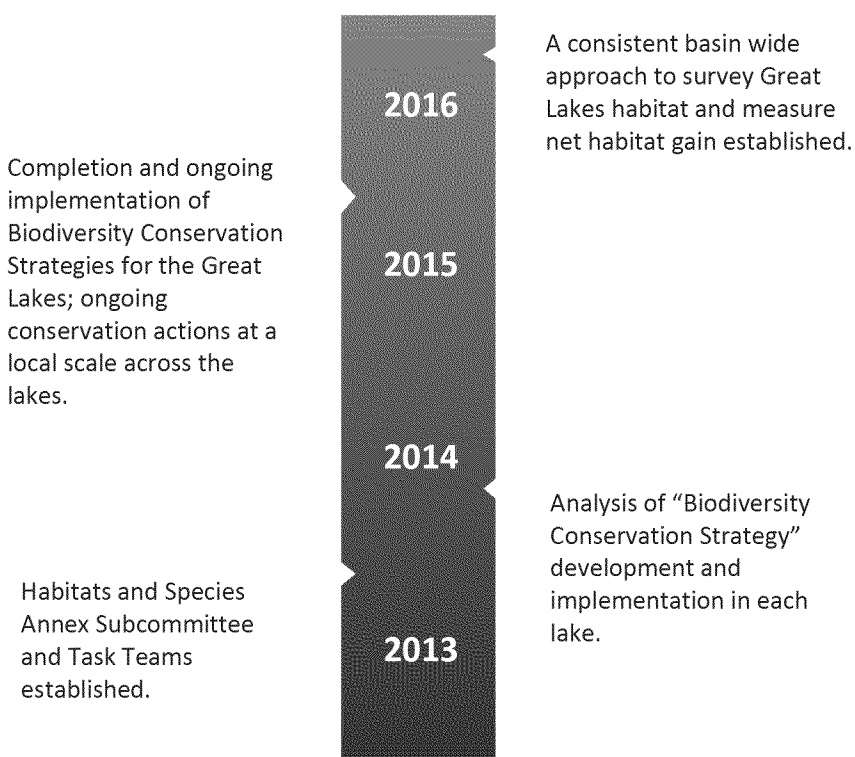 A consistent basin wide
approach to survey Great
Lakes habitat and measure
net habitat gain established.
2016
Completion and ongoing
implementation of
Biodiversity Conservation
Strategies for the Great
Lakes; ongoing
conservation actions at a
local scale across the
lakes.
2015
2014
Analysis of “Biodiversity
Conservation Strategy”
development and
implementation in each
lake.
Habitats and Species
Annex Subcommittee
and Task Teams
established.
2013